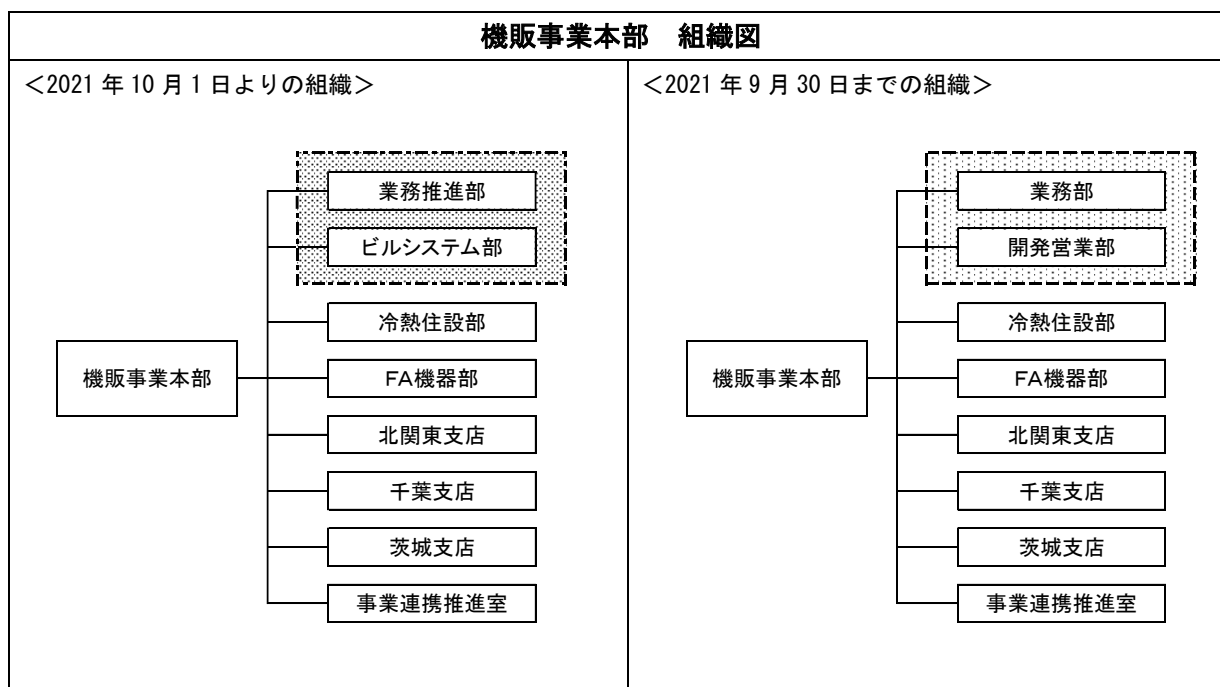 機販事業本部　組織図
＜2021年10月1日よりの組織＞
業務推進部
ビルシステム部
冷熱住設部
機販事業本部
FA機器部
北関東支店
千葉支店
茨城支店
事業連携推進室
＜2021年9月30日までの組織＞
業務部
開発営業部
冷熱住設部
機販事業本部
FA機器部
北関東支店
千葉支店
茨城支店
事業連携推進室